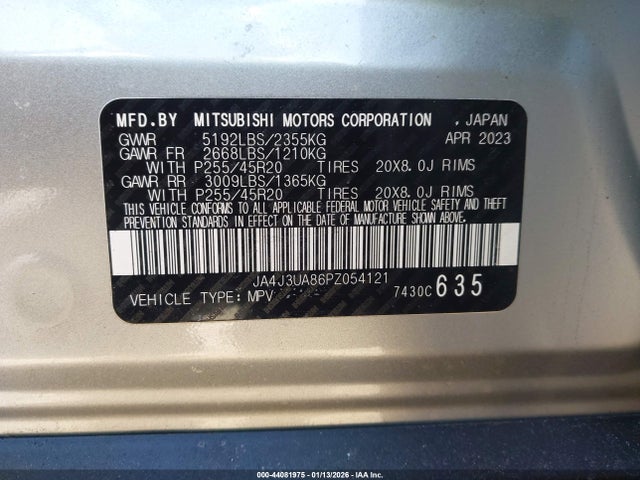 MFD.BY MITSUBISHI MOTORS CORPORATION , JAPAN
GVWR 5192LBS/2355KG APR 2023
GAWR FR 2668LBS/1210KG
WITH P255/45R20 TIRES 20X8.0J RIMS
GAWR RR 3009LBS/1365KG
WITH P255/45R20 TIRES 20X8.0J RIMS
THIS VEHICLE CONFORMS TO ALL APPLICABLE FEDERAL MOTOR VEHICLE SAFETY AND THEFT
PREVENTION STANDARDS IN EFFECT ON THE DATE OF MANUFACTURE SHOWN ABOVE.
JA4J3UA86PZ054121
VEHICLE TYPE: MPV 7430C 635
000-44081975 | 01/13/2026 | © IAA Inc.